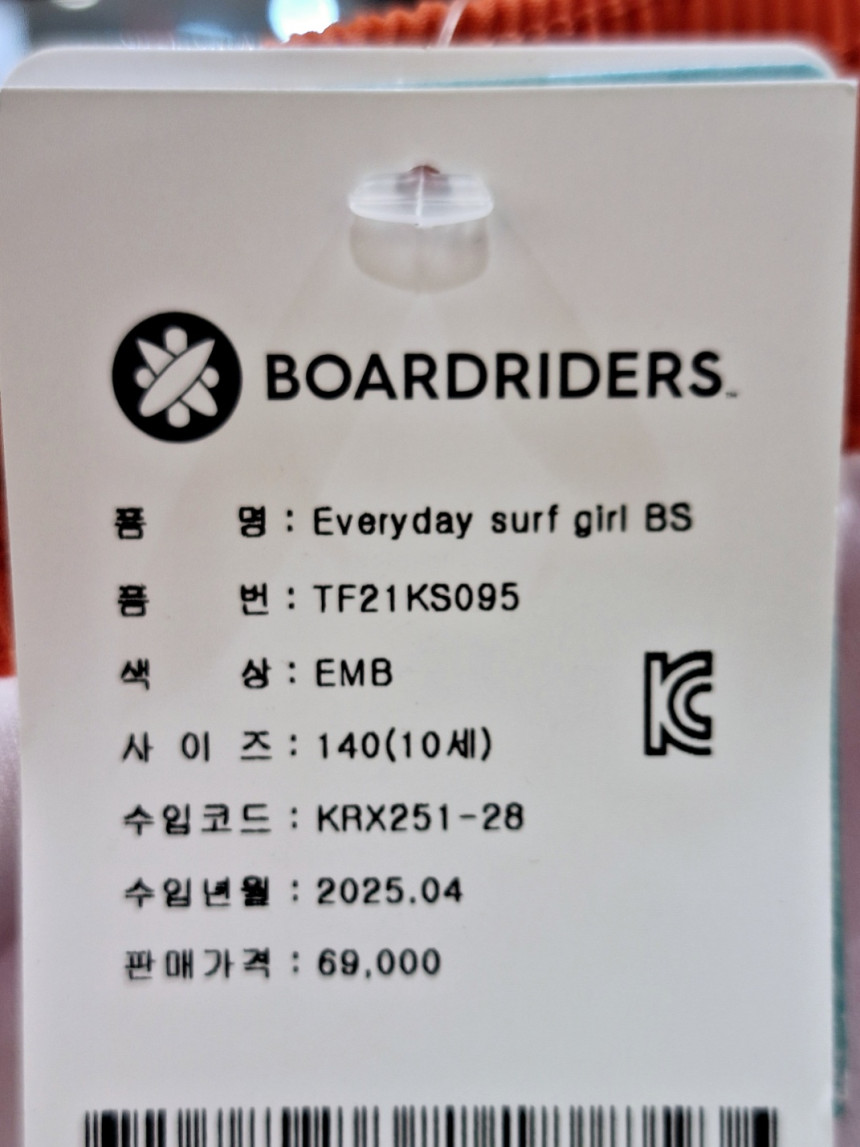 BOARDRIDERS™
품 명 : Everyday surf girl BS
품 번 : TF21KS095
색 상 : EMB
사 이 즈 : 140(10세)
수입코드 : KRX251-28
수입년월 : 2025.04
판매가격 : 69,000